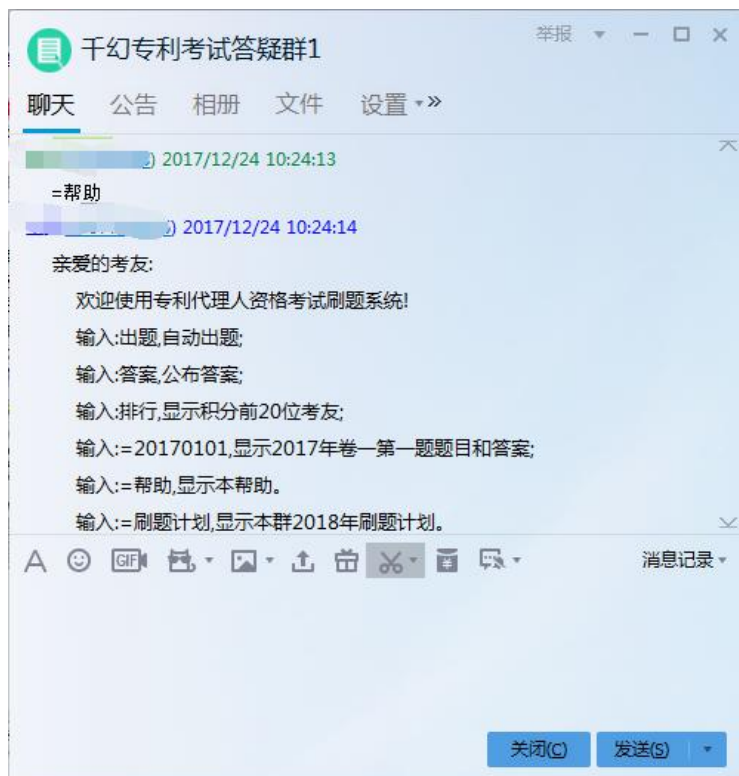 千幻专利考试答疑群1
举报
聊天 公告 相册 文件 设置
) 2017/12/24 10:24:13
=帮助
) 2017/12/24 10:24:14
亲爱的考友:
欢迎使用专利代理人资格考试刷题系统!
输入:出题,自动出题;
输入:答案,公布答案;
输入:排行,显示积分前20位考友;
输入:=20170101,显示2017年卷一第一题题目和答案;
输入:=帮助,显示本帮助。
输入:=刷题计划,显示本群2018年刷题计划。
A GIF 消息记录
关闭(C) 发送(S)